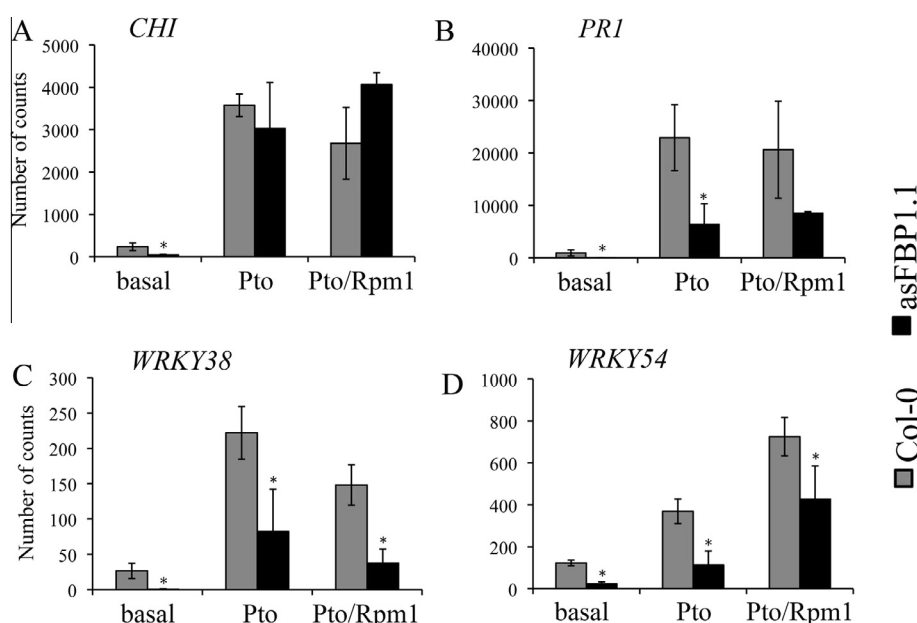 A
CHI
Number of counts
5000
4000
3000
2000
1000
0
*
basal
Pto
Pto/Rpm1
B
PR1
40000
30000
20000
10000
0
*
*
basal
Pto
Pto/Rpm1
C
WRKY38
Number of counts
300
250
200
150
100
50
0
*
*
*
basal
Pto
Pto/Rpm1
D
WRKY54
1000
800
600
400
200
0
*
*
*
basal
Pto
Pto/Rpm1
Col-0
asFBP1.1